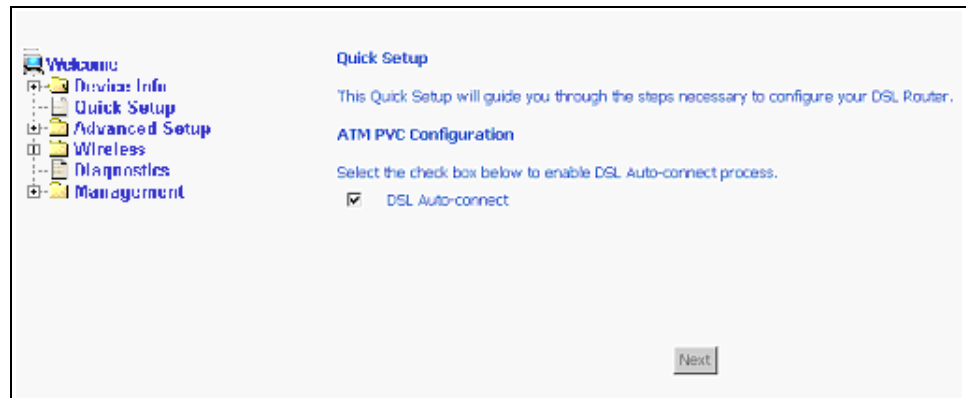 Welcome
Device Info
Quick Setup
Advanced Setup
Wireless
Diagnostics
Management
Quick Setup
This Quick Setup will guide you through the steps necessary to configure your DSL Router.
ATM PVC Configuration
Select the check box below to enable DSL Auto-connect process.
DSL Auto-connect
Next